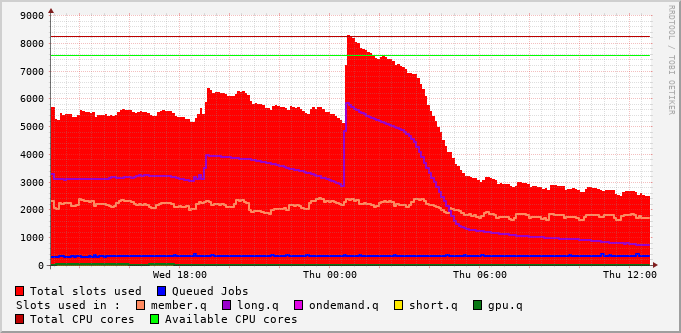 9000
8000
7000
6000
5000
4000
3000
2000
1000
0
Wed 18:00 Thu 00:00 Thu 06:00 Thu 12:00
RRDTOOL / TOBI OETIKER
Total slots used Queued Jobs
Slots used in : member.q long.q ondemand.q short.q gpu.q
Total CPU cores Available CPU cores